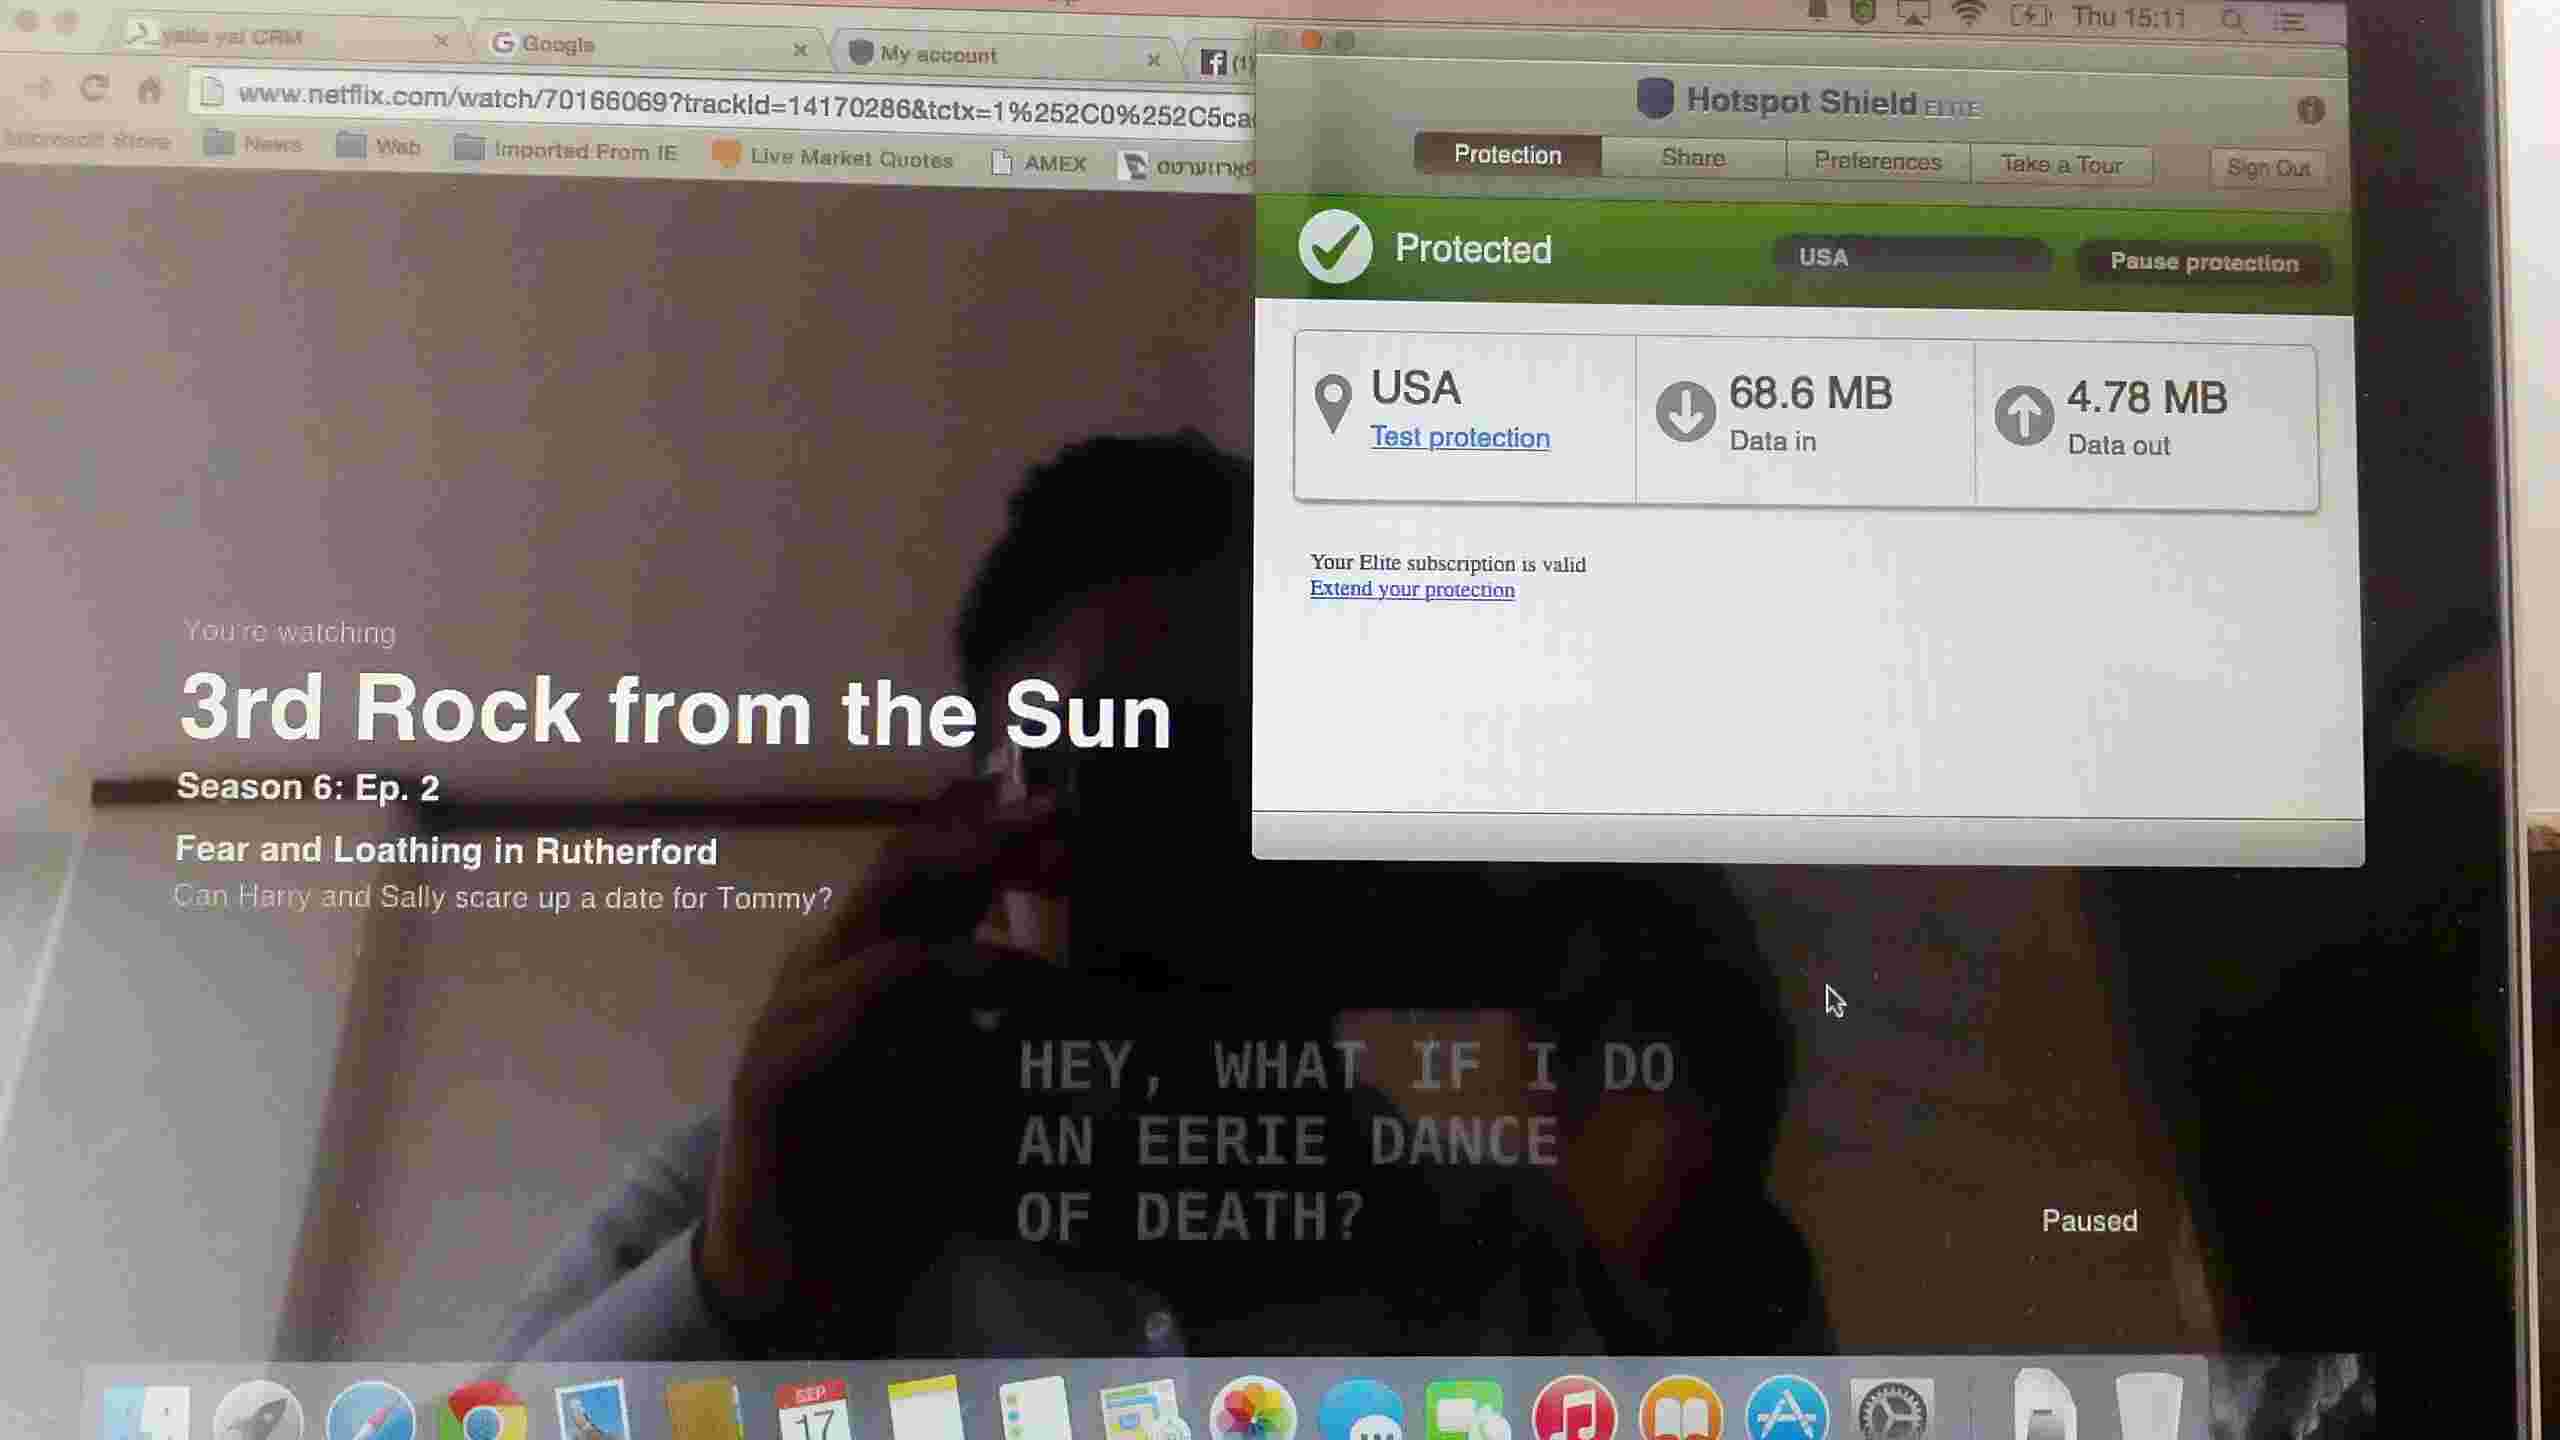 Thu 15:11
yalla ya! CRM
Google
My account
(1)
www.netflix.com/watch/70166069?trackId=14170286&tctx=1%252C0%252C5ca
Microsoft Store
News
Web
Imported From IE
Live Market Quotes
AMEX
Hotspot Shield ELITE
Protection
Share
Preferences
Take a Tour
Sign Out
Protected
USA
Pause protection
USA
Test protection
68.6 MB
Data in
4.78 MB
Data out
Your Elite subscription is valid
Extend your protection
You're watching
3rd Rock from the Sun
Season 6: Ep. 2
Fear and Loathing in Rutherford
Can Harry and Sally scare up a date for Tommy?
HEY, WHAT IF I DO
AN EERIE DANCE
OF DEATH?
Paused
SEP
17